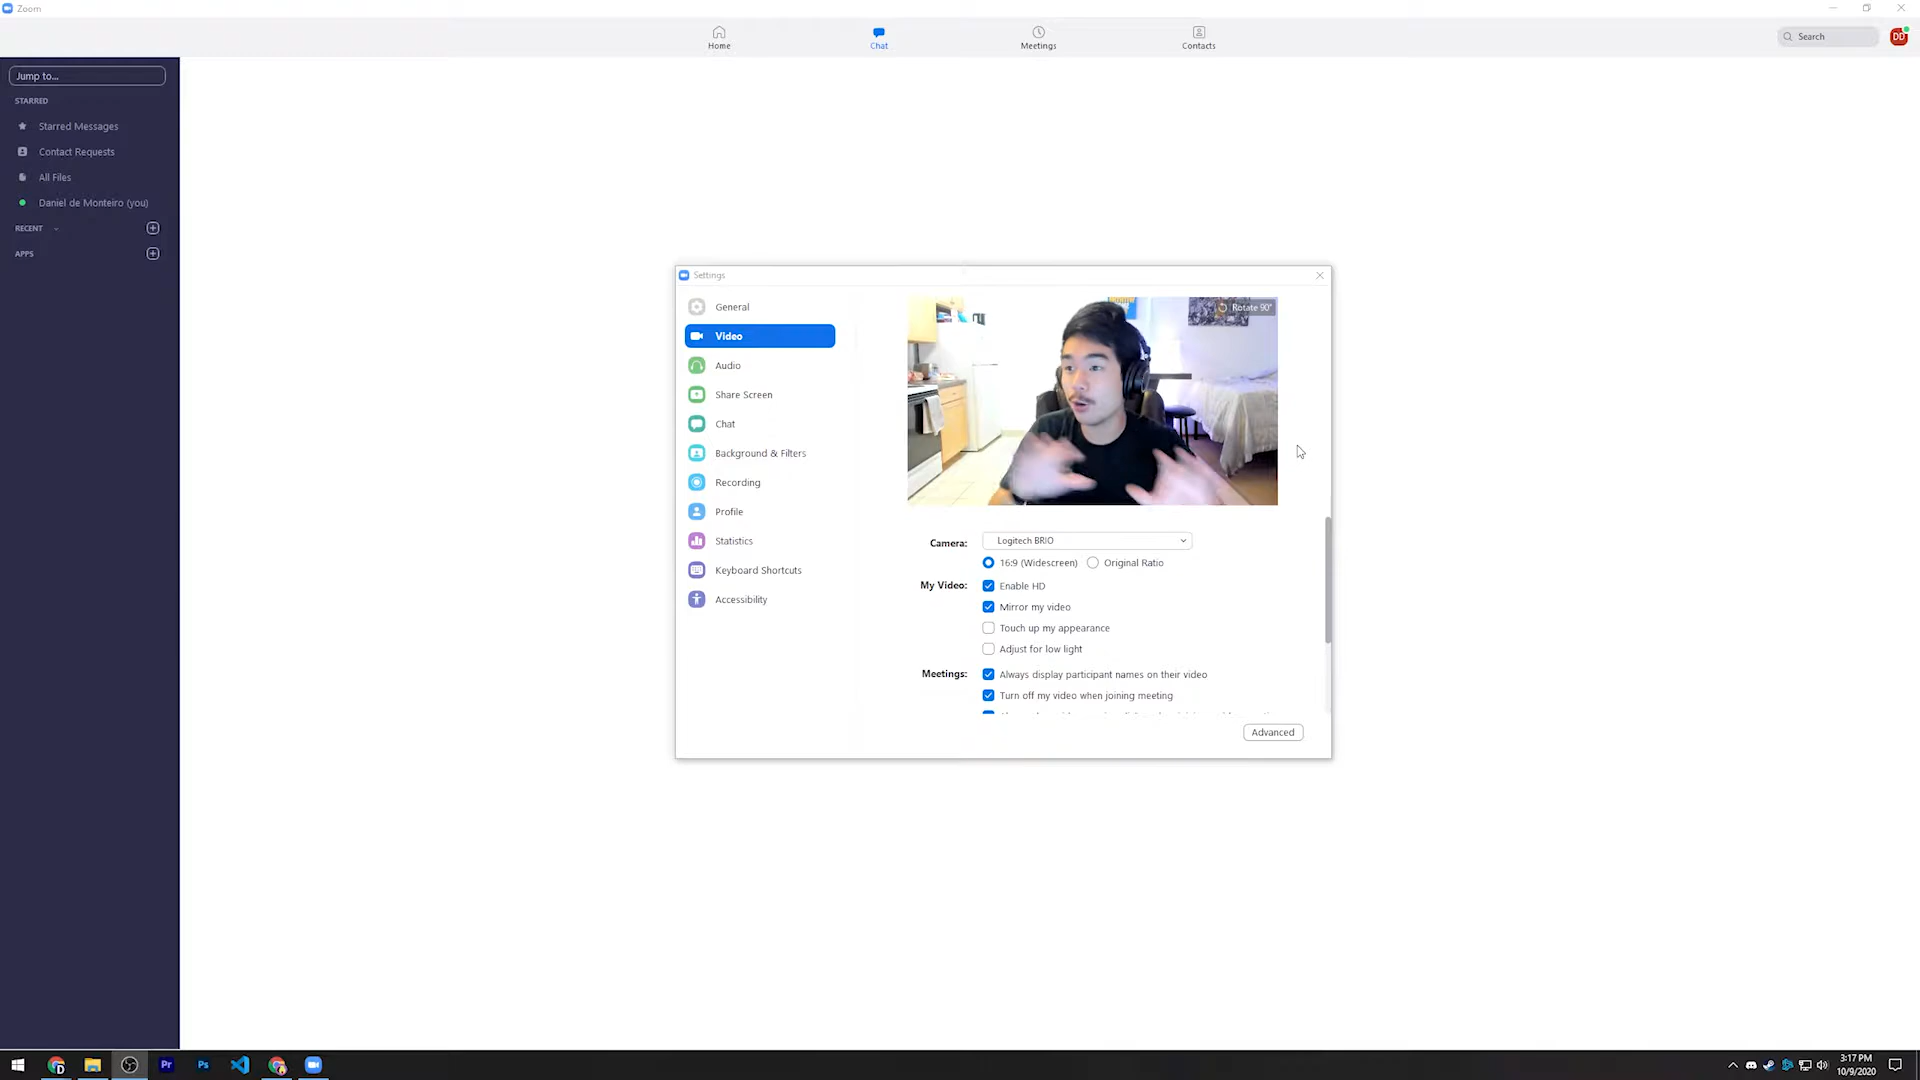 Zoom
Home
Chat
Meetings
Contacts
Search
DD
Jump to...
STARRED
Starred Messages
Contact Requests
All Files
Daniel de Monteiro (you)
RECENT
APPS
Settings
General
Video
Audio
Share Screen
Chat
Background & Filters
Recording
Profile
Statistics
Keyboard Shortcuts
Accessibility
Rotate 90°
Camera:
Logitech BRIO
16:9 (Widescreen)
Original Ratio
My Video:
Enable HD
Mirror my video
Touch up my appearance
Adjust for low light
Meetings:
Always display participant names on their video
Turn off my video when joining meeting
Advanced
D
Pr
Ps
3:17 PM
10/9/2020